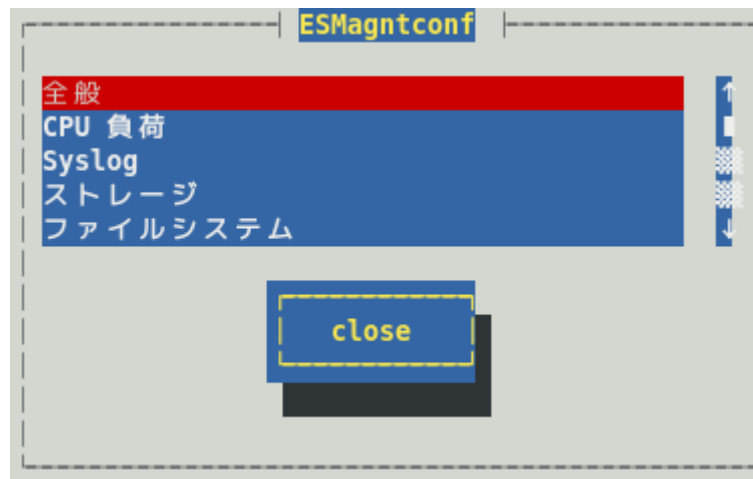 ESMagntconf
全般
CPU 負荷
Syslog
ストレージ
ファイルシステム
close